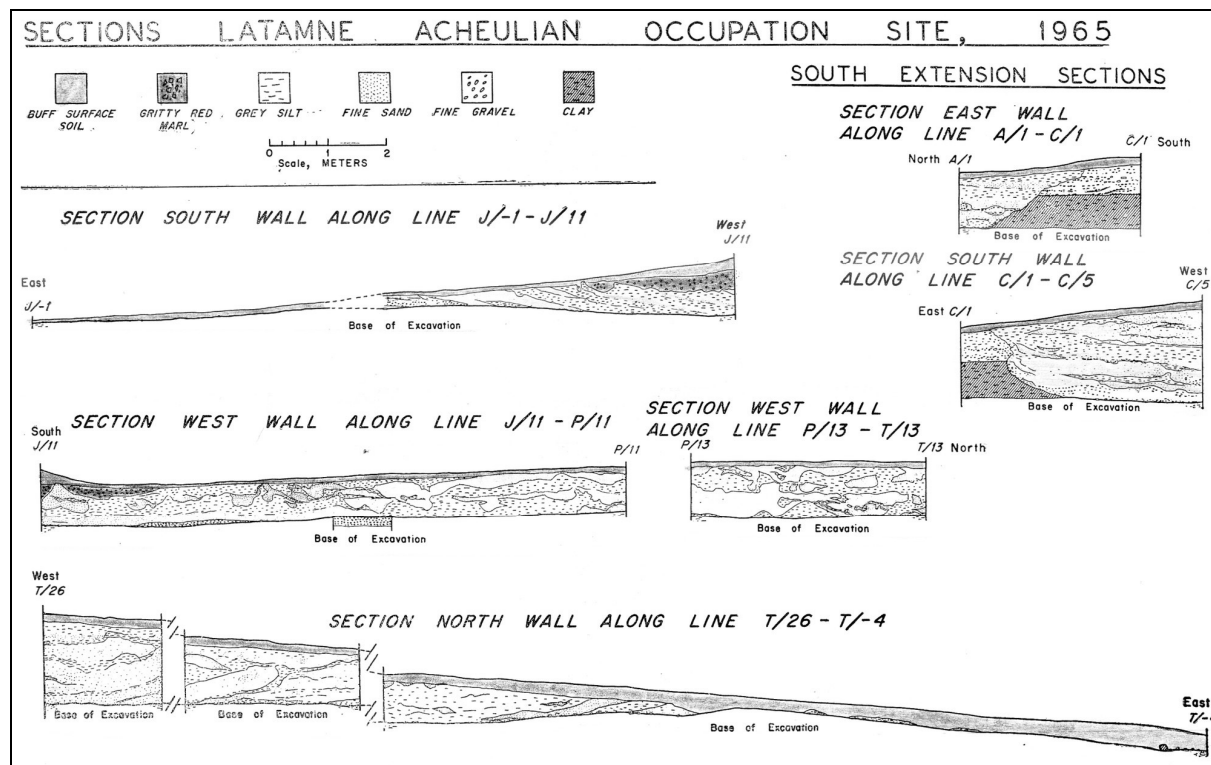 SECTIONS LATAMNE ACHEULIAN OCCUPATION SITE, 1965
BUFF SURFACE SOIL
GRITTY RED MARL
GREY SILT
FINE SAND
FINE GRAVEL
CLAY
0 1 2
Scale, METERS
SOUTH EXTENSION SECTIONS
SECTION EAST WALL
ALONG LINE A/1 - C/1
North A/1
C/1 South
Base of Excavation
SECTION SOUTH WALL ALONG LINE J/-1 - J/11
West
J/11
East
J/-1
Base of Excavation
SECTION SOUTH WALL
ALONG LINE C/1 - C/5
West
C/5
East C/1
Base of Excavation
SECTION WEST WALL ALONG LINE J/11 - P/11
South
J/11
P/11
Base of Excavation
SECTION WEST WALL
ALONG LINE P/13 - T/13
P/13
T/13 North
Base of Excavation
West
T/26
SECTION NORTH WALL ALONG LINE T/26 - T/-4
Base of Excavation
Base of Excavation
Base of Excavation
East